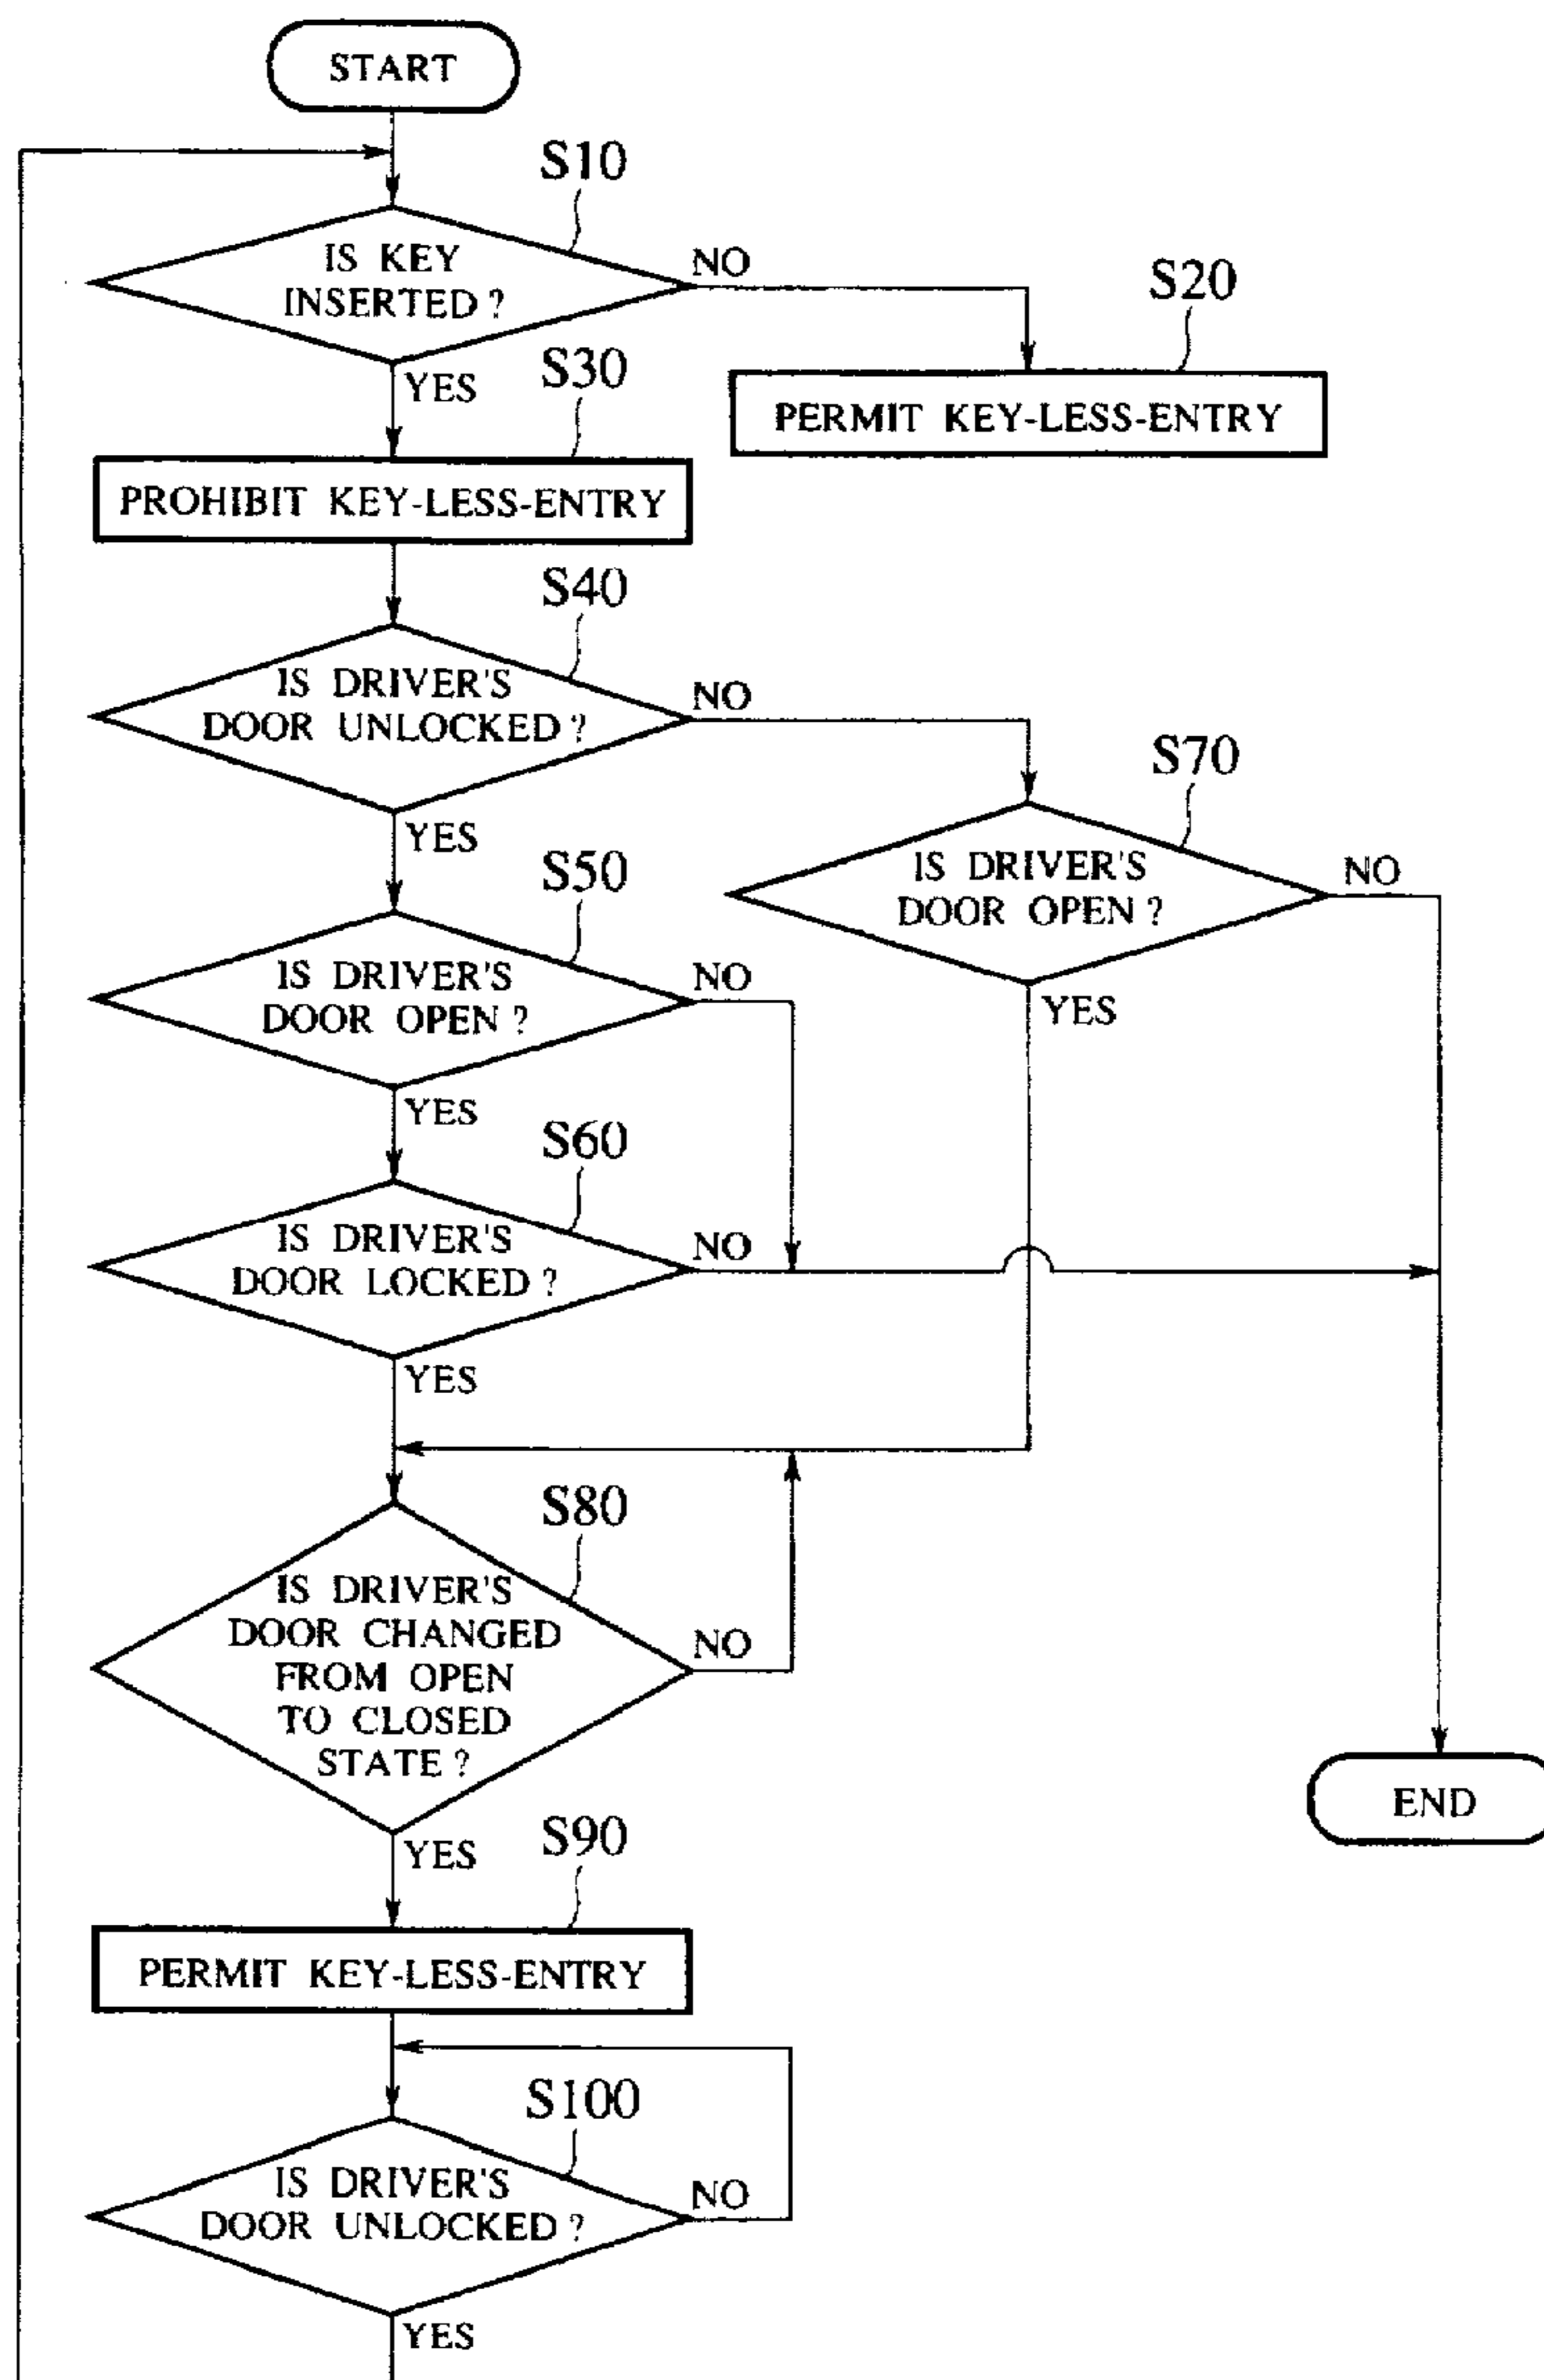 START
S10
IS KEY
INSERTED?
NO
S20
YES
S30
PERMIT KEY-LESS-ENTRY
PROHIBIT KEY-LESS-ENTRY
S40
IS DRIVER'S
DOOR UNLOCKED?
NO
S70
YES
S50
IS DRIVER'S
DOOR OPEN?
NO
IS DRIVER'S
DOOR OPEN?
NO
YES
YES
S60
IS DRIVER'S
DOOR LOCKED?
NO
YES
S80
IS DRIVER'S
DOOR CHANGED
FROM OPEN
TO CLOSED
STATE?
NO
END
YES
S90
PERMIT KEY-LESS-ENTRY
S100
IS DRIVER'S
DOOR UNLOCKED?
NO
YES